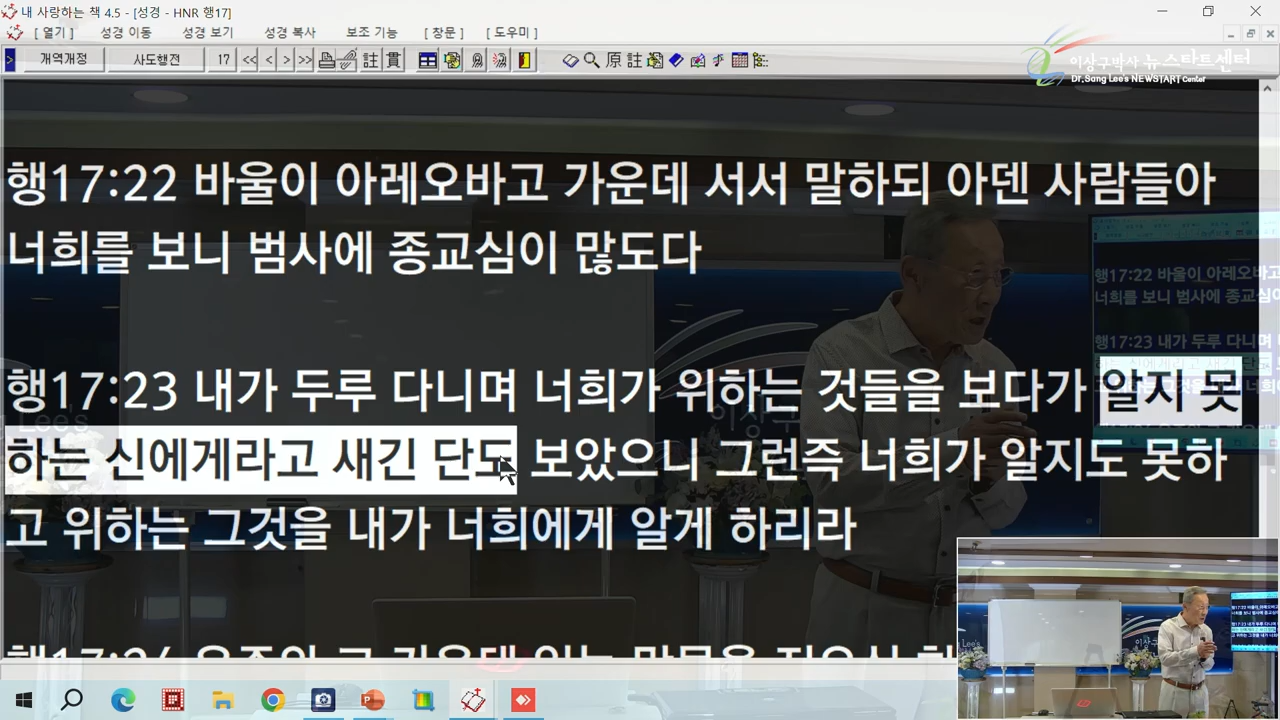 내 사랑하는 책 4.5 - [성경 - HNR 행17]
[ 열기 ] 성경 이동 성경 보기 성경 복사 보조 기능 [ 창문 ] [ 도우미 ]
개역개정 사도행전 17 << < > >> 註 貫 原 註
이상구박사 뉴스타트센터
Dr.Sang Lee's NEWSTART Center
행17:22 바울이 아레오바고 가운데 서서 말하되 아덴 사람들아
너희를 보니 범사에 종교심이 많도다
행17:23 내가 두루 다니며 너희가 위하는 것들을 보다가 알지 못
하는 신에게라고 새긴 단도 보았으니 그런즉 너희가 알지도 못하
고 위하는 그것을 내가 너희에게 알게 하리라